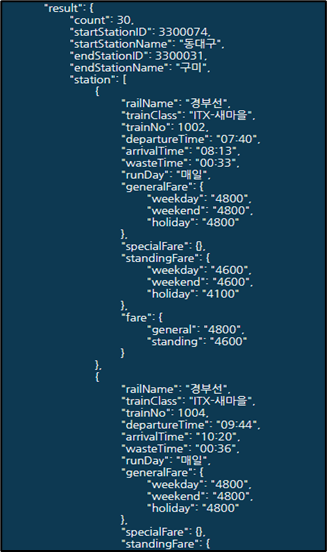 "result": {
"count": 30,
"startStationID": 3300074,
"startStationName": "동대구",
"endStationID": 3300031,
"endStationName": "구미",
"station": [
{
"railName": "경부선",
"trainClass": "ITX-새마을",
"trainNo": 1002,
"departureTime": "07:40",
"arrivalTime": "08:13",
"wasteTime": "00:33",
"runDay": "매일",
"generalFare": {
"weekday": "4800",
"weekend": "4800",
"holiday": "4800"
},
"specialFare": {},
"standingFare": {
"weekday": "4600",
"weekend": "4600",
"holiday": "4100"
},
"fare": {
"general": "4800",
"standing": "4600"
}
},
{
"railName": "경부선",
"trainClass": "ITX-새마을",
"trainNo": 1004,
"departureTime": "09:44",
"arrivalTime": "10:20",
"wasteTime": "00:36",
"runDay": "매일",
"generalFare": {
"weekday": "4800",
"weekend": "4800",
"holiday": "4800"
},
"specialFare": {},
"standingFare": {